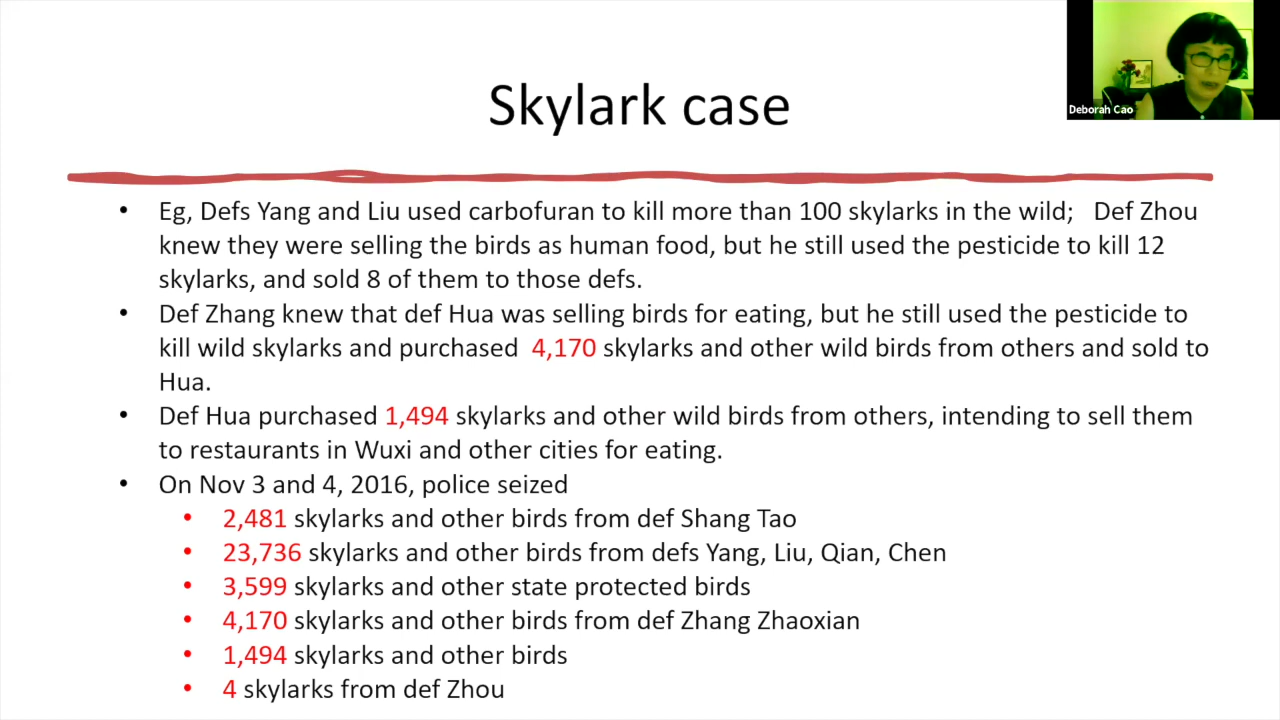 Deborah Cao
Skylark case
• Eg, Defs Yang and Liu used carbofuran to kill more than 100 skylarks in the wild; Def Zhou
knew they were selling the birds as human food, but he still used the pesticide to kill 12
skylarks, and sold 8 of them to those defs.
• Def Zhang knew that def Hua was selling birds for eating, but he still used the pesticide to
kill wild skylarks and purchased 4,170 skylarks and other wild birds from others and sold to
Hua.
• Def Hua purchased 1,494 skylarks and other wild birds from others, intending to sell them
to restaurants in Wuxi and other cities for eating.
• On Nov 3 and 4, 2016, police seized
• 2,481 skylarks and other birds from def Shang Tao
• 23,736 skylarks and other birds from defs Yang, Liu, Qian, Chen
• 3,599 skylarks and other state protected birds
• 4,170 skylarks and other birds from def Zhang Zhaoxian
• 1,494 skylarks and other birds
• 4 skylarks from def Zhou